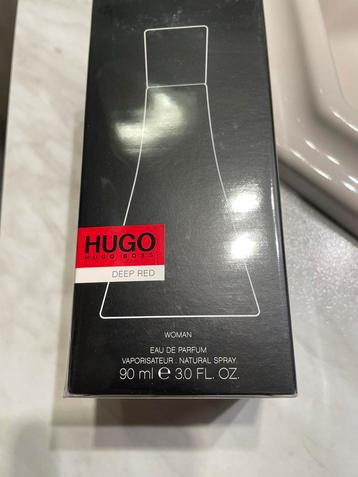 HUGO
HUGO BOSS
DEEP RED
WOMAN
EAU DE PARFUM
VAPORISATEUR . NATURAL SPRAY
90 ml ℮ 3.0 FL. OZ.